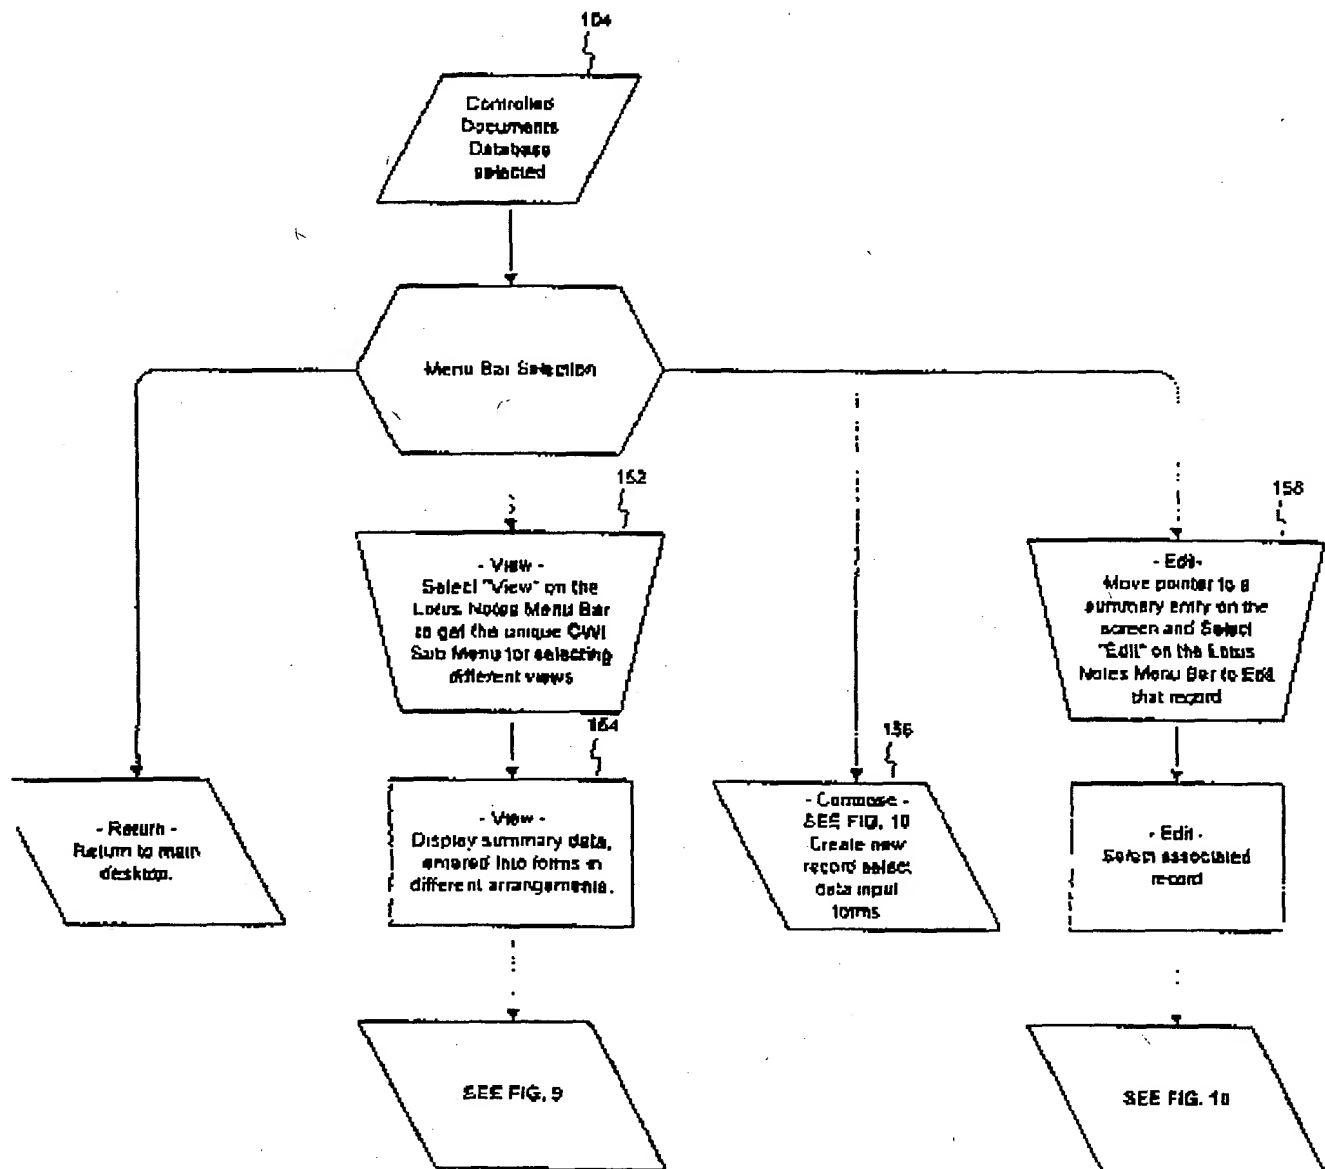 104
Controlled
Documents
Database
selected
Menu Bar Selection
152
- View -
Select "View" on the
Lotus Notes Menu Bar
to get the unique CWI
Sub Menu for selecting
different views
158
- Edit-
Move pointer to a
summary entry on the
screen and Select
"Edit" on the Lotus
Notes Menu Bar to Edit
that record
- Return -
Return to main
desktop.
154
- View -
Display summary data,
entered into forms in
different arrangements.
156
- Compose -
SEE FIG. 10
Create new
record select
data input
forms
- Edit -
Select associated
record
SEE FIG. 9
SEE FIG. 10